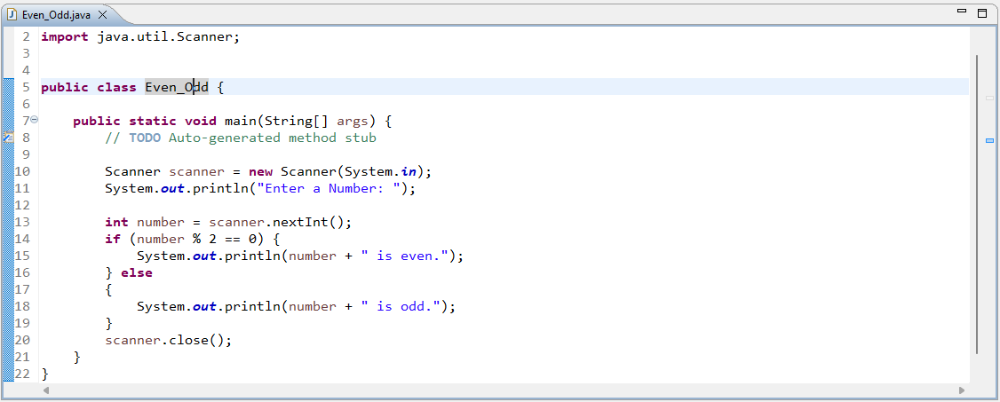 Even_Odd.java
2 import java.util.Scanner;
3
4
5 public class Even_Odd {
6
7 public static void main(String[] args) {
8 // TODO Auto-generated method stub
9
10 Scanner scanner = new Scanner(System.in);
11 System.out.println("Enter a Number: ");
12
13 int number = scanner.nextInt();
14 if (number % 2 == 0) {
15 System.out.println(number + " is even.");
16 } else
17 {
18 System.out.println(number + " is odd.");
19 }
20 scanner.close();
21 }
22 }